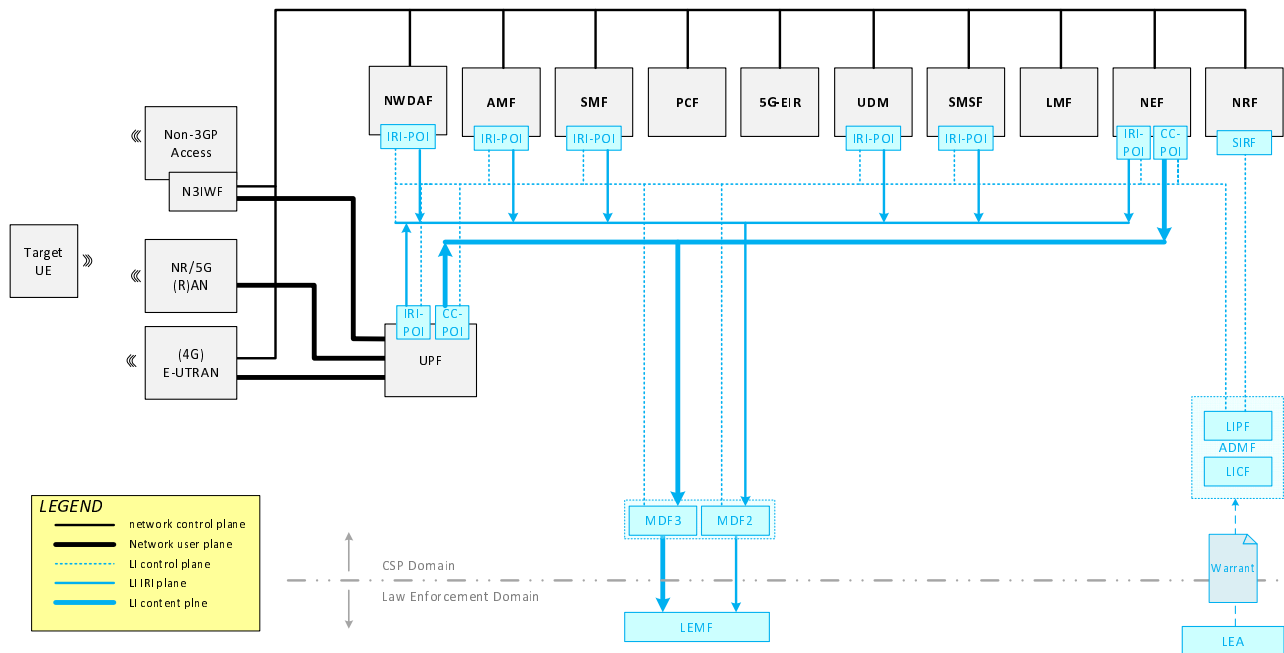 NWDAF
AMF
SMF
PCF
5G-EIR
UDM
SMSF
LMF
NEF
NRF
IRI-POI
IRI-POI
IRI-POI
IRI-POI
IRI-POI
IRI-
POI
CC-
POI
SIRF
Non-3GP
Access
N3IWF
Target
UE
NR/5G
(R)AN
(4G)
E-UTRAN
IRI-
POI
CC-
POI
UPF
LIPF
ADMF
LICF
MDF3
MDF2
LEGEND
network control plane
Network user plane
LI control plane
LI IRI plane
LI content plne
CSP Domain
Law Enforcement Domain
Warrant
LEMF
LEA